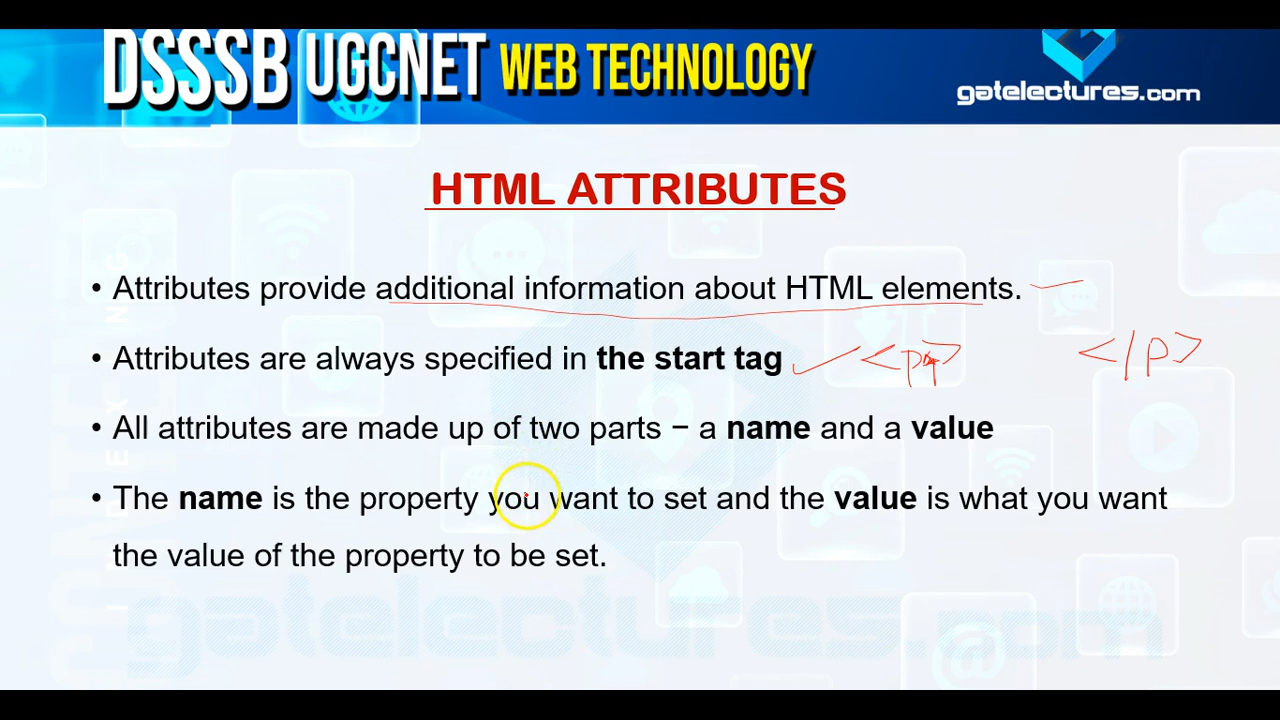 DSSSB UGCNET WEB TECHNOLOGY
gatelectures.com
HTML ATTRIBUTES
• Attributes provide additional information about HTML elements.
• Attributes are always specified in the start tag <p > </p>
• All attributes are made up of two parts − a name and a value
• The name is the property you want to set and the value is what you want
the value of the property to be set.
gatelectures.com